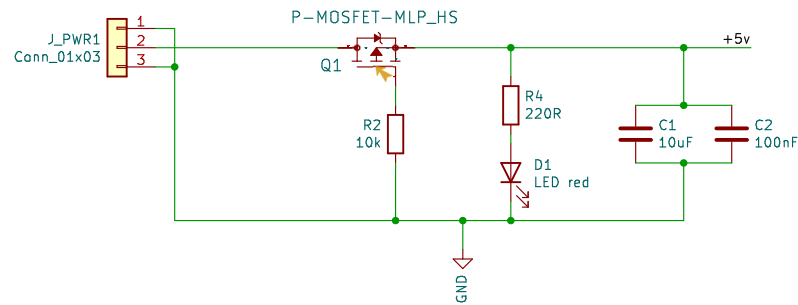 P-MOSFET-MLP_HS
J_PWR1
Conn_01x03
1
2
3
Q1
+5v
R2
10k
R4
220R
D1
LED red
C1
10uF
C2
100nF
GND